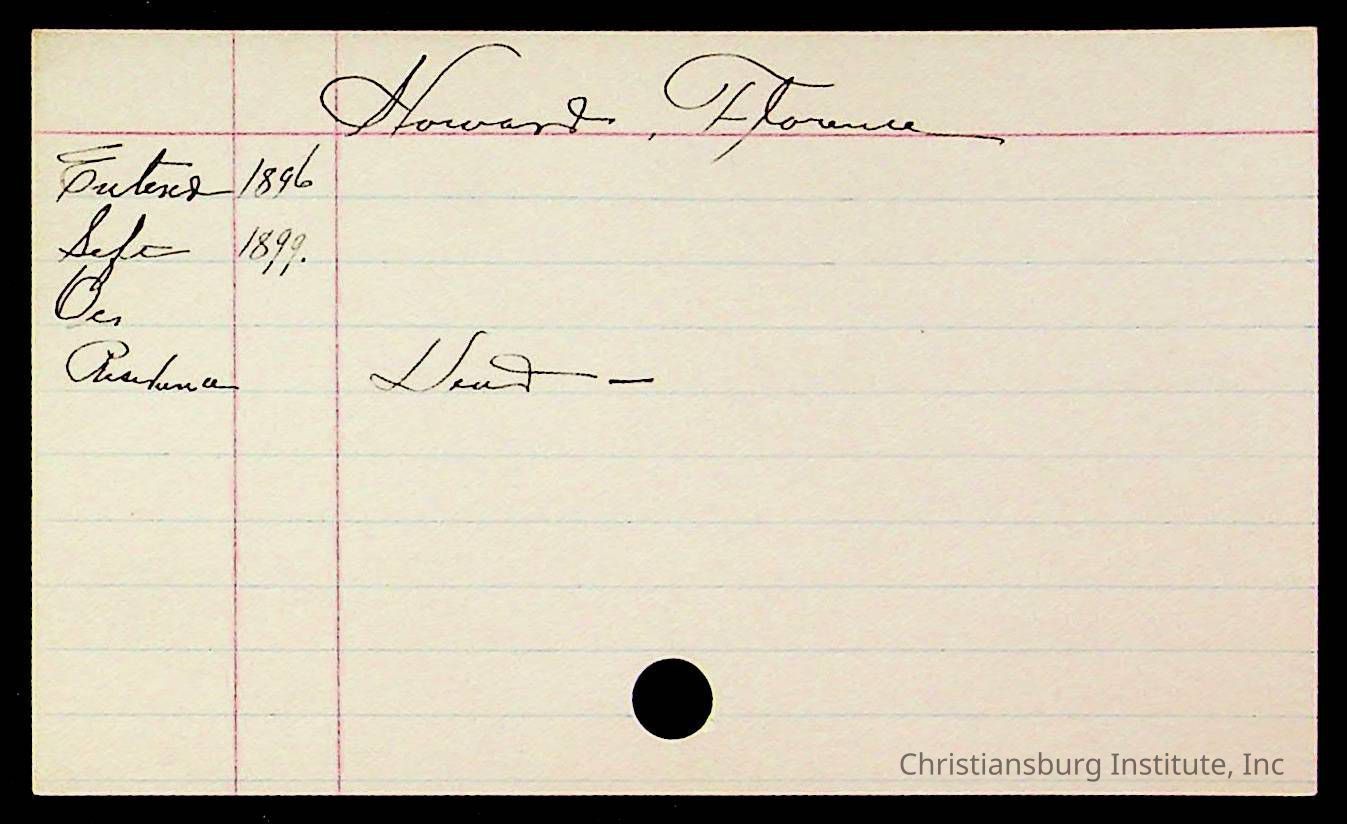 Howard, Florence
Entered 1896
Left 1899.
Occ
Residence Dead —
Christiansburg Institute, Inc